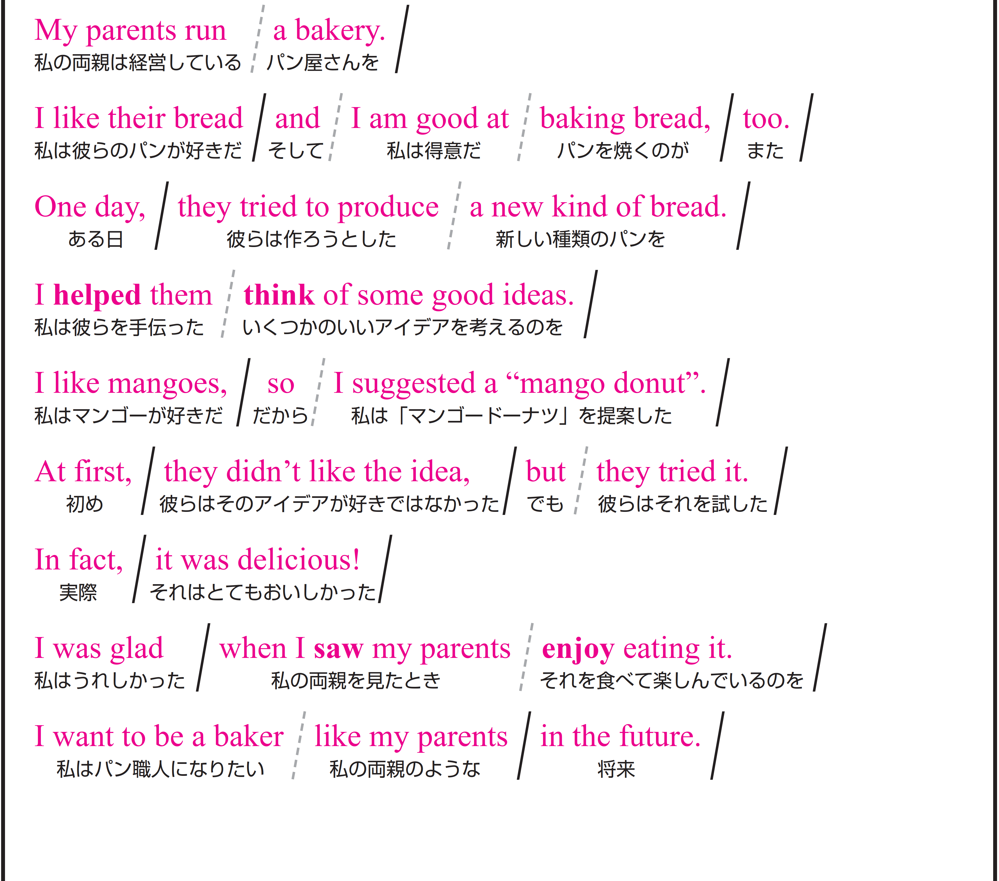 My parents run a bakery.
私の両親は経営している パン屋さんを
I like their bread and I am good at baking bread, too.
私は彼らのパンが好きだ そして 私は得意だ パンを焼くのが また
One day, they tried to produce a new kind of bread.
ある日 彼らは作ろうとした 新しい種類のパンを
I helped them think of some good ideas.
私は彼らを手伝った いくつかのいいアイデアを考えるのを
I like mangoes, so I suggested a “mango donut”.
私はマンゴーが好きだ だから 私は「マンゴードーナツ」を提案した
At first, they didn’t like the idea, but they tried it.
初め 彼らはそのアイデアが好きではなかった でも 彼らはそれを試した
In fact, it was delicious!
実際 それはとてもおいしかった
I was glad when I saw my parents enjoy eating it.
私はうれしかった 私の両親を見たとき それを食べて楽しんでいるのを
I want to be a baker like my parents in the future.
私はパン職人になりたい 私の両親のような 将来